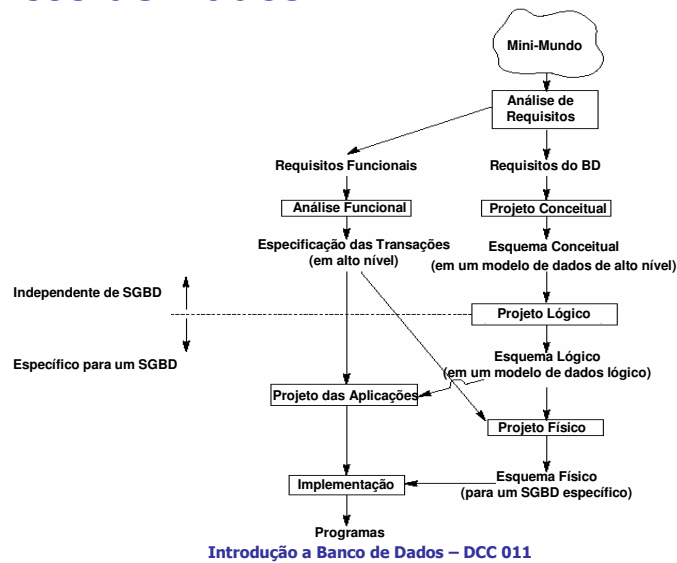 Mini-Mundo
Análise de
Requisitos
Requisitos Funcionais
Requisitos do BD
Análise Funcional
Projeto Conceitual
Especificação das Transações
(em alto nível)
Esquema Conceitual
(em um modelo de dados de alto nível)
Independente de SGBD
Projeto Lógico
Específico para um SGBD
Esquema Lógico
(em um modelo de dados lógico)
Projeto das Aplicações
Projeto Físico
Implementação
Esquema Físico
(para um SGBD específico)
Programas
Introdução a Banco de Dados – DCC 011